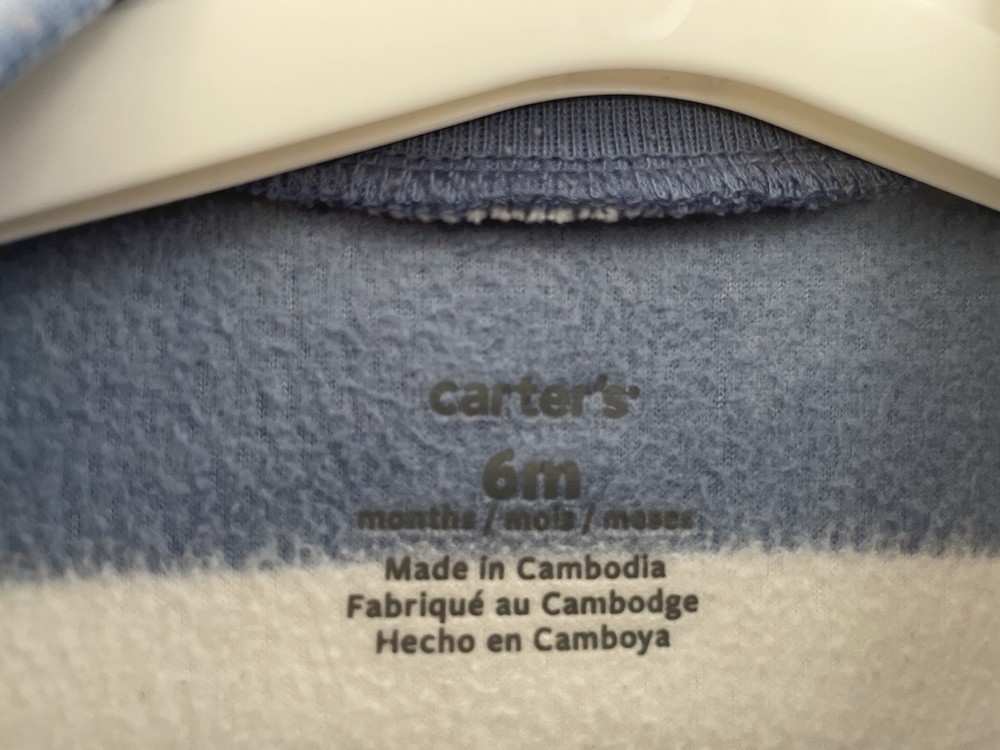 carter's
6m
months / mois / meses
Made in Cambodia
Fabriqué au Cambodge
Hecho en Camboya